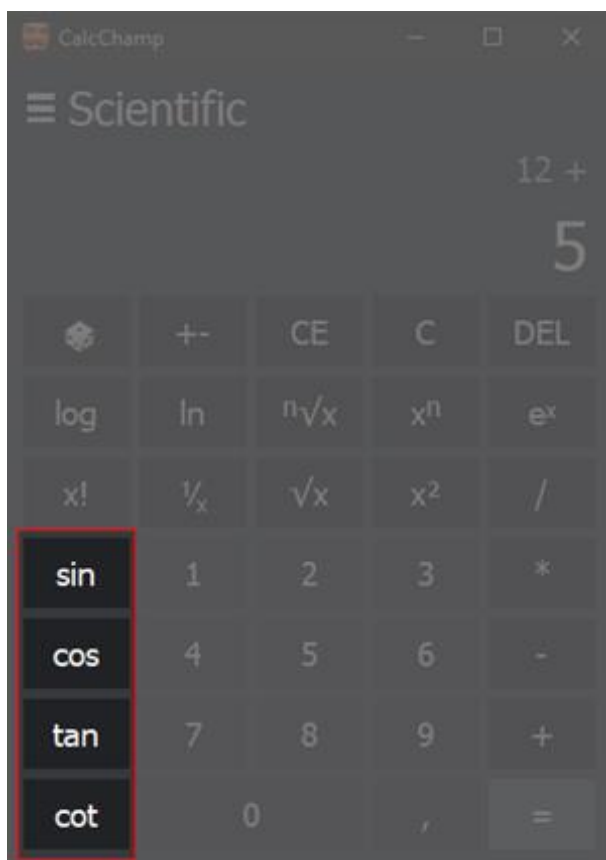 CalcChamp
Scientific
12 +
5
+- CE C DEL
log ln ⁿ√x xⁿ eˣ
x! ¹⁄ₓ √x x² /
sin 1 2 3 *
cos 4 5 6 -
tan 7 8 9 +
cot 0 , =